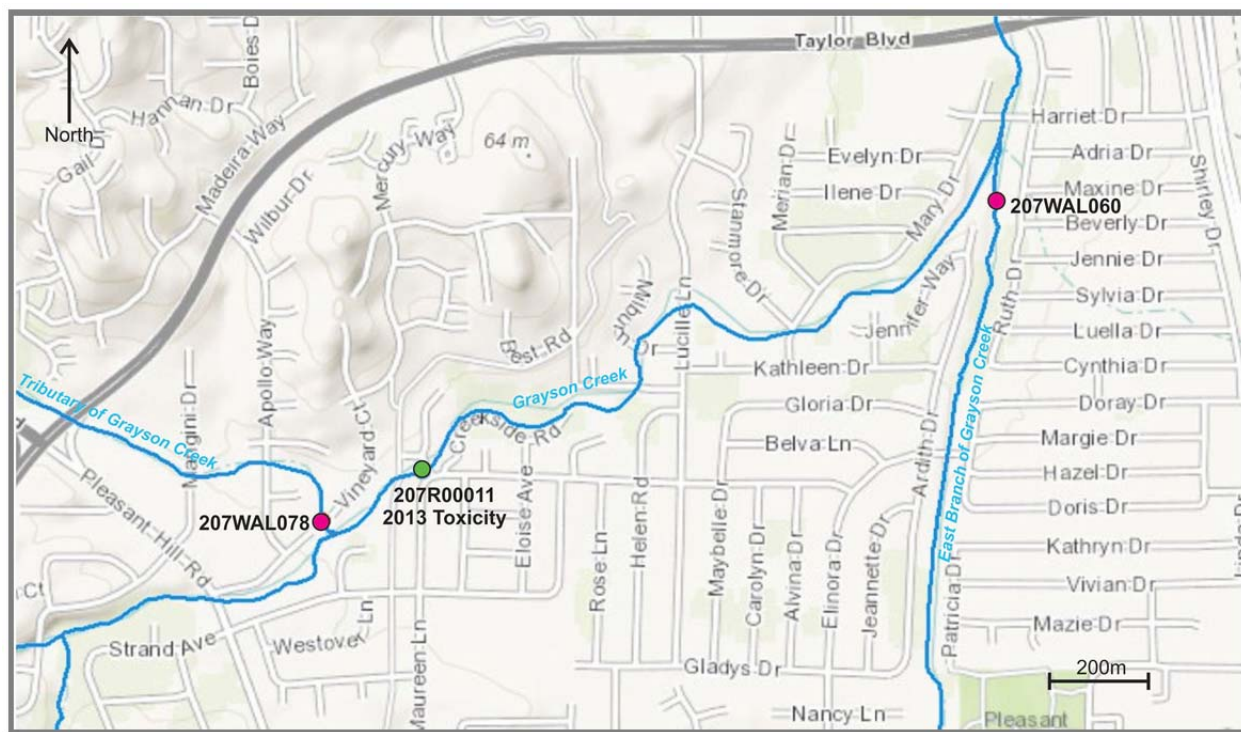 Taylor Blvd
North
Boies D
Hannan Dr
Gail D
Madeira Way
Mercury Way
64 m
Wilbur Dr
Harriet Dr
Evelyn Dr
Adria Dr
Merian Dr
Ilene Dr
Mary Dr
Maxine Dr
Shirley Dr
207WAL060
Stanmore Dr
Beverly Dr
Jennie Dr
Jennifer Way
Ruth Dr
Sylvia Dr
Lucille Ln
Luella Dr
Best Rd
Apollo Way
Kathleen Dr
Cynthia Dr
Grayson Creek
Tributary of Grayson Creek
Mangini Dr
Gloria Dr
Doray Dr
Creekside Rd
Vineyard Ct
Belva Ln
Ardith Dr
Margie Dr
East Branch of Grayson Creek
Hazel Dr
Pleasant Hill Rd
207R00011
2013 Toxicity
207WAL078
Eloise Ave
Helen Rd
Doris Dr
Maybelle Dr
Carolyn Dr
Alvina Dr
Elinora Dr
Jeannette Dr
Kathryn Dr
Rose Ln
Linda D
Vivian Dr
Ct
Patricia Dr
Mazie Dr
Strand Ave
Westover Ln
Maureen Ln
Gladys Dr
200m
Nancy Ln
Pleasant